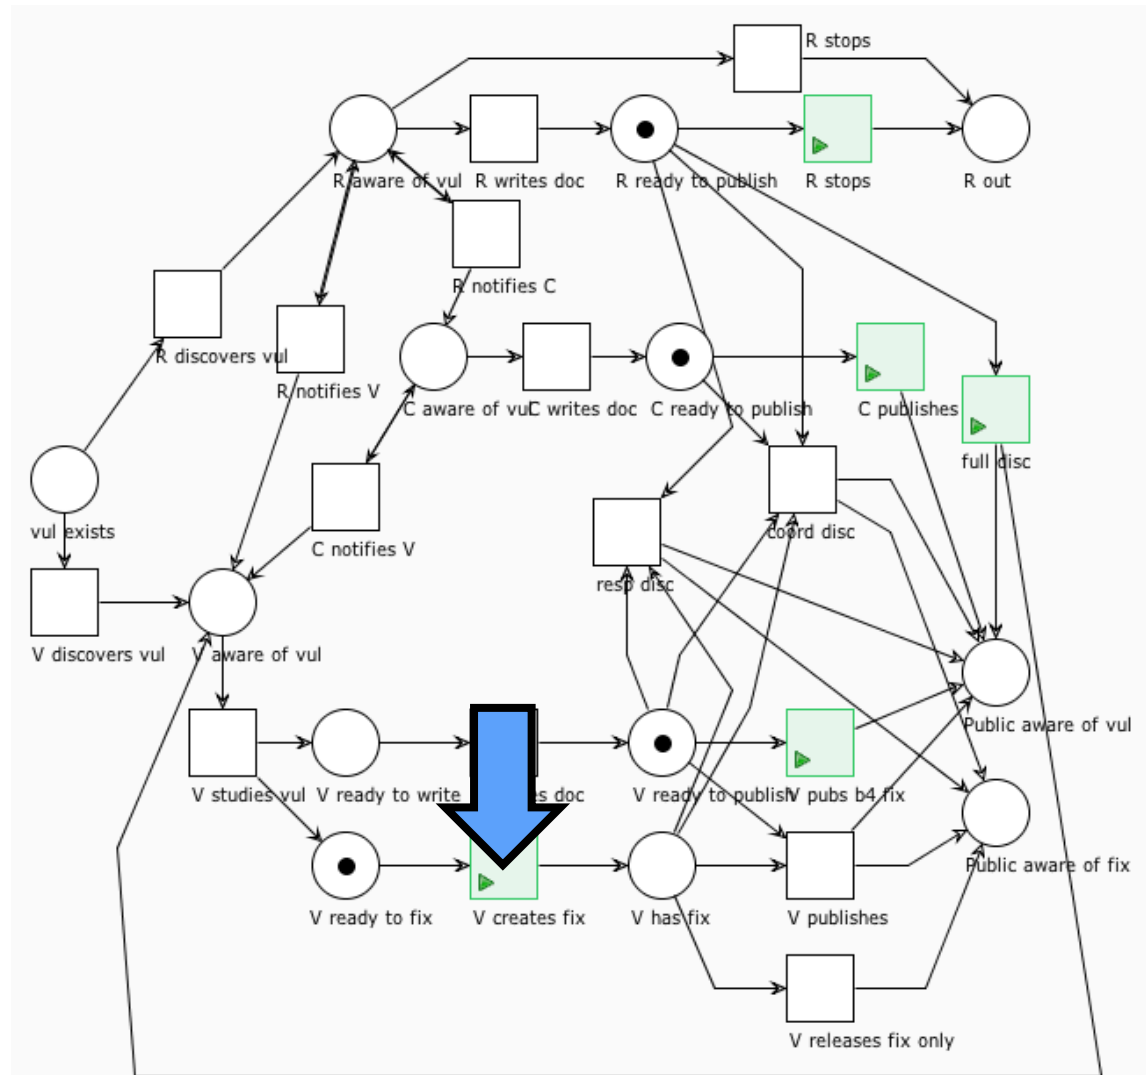 R stops
R aware of vul
R writes doc
R ready to publish
R stops
R out
R notifies C
R discovers vul
R notifies V
C aware of vul
C writes doc
C ready to publish
C publishes
full disc
vul exists
C notifies V
coord disc
resp disc
V discovers vul
V aware of vul
Public aware of vul
V studies vul
V ready to write
doc
V ready to publish
V pubs b4 fix
Public aware of fix
V ready to fix
V creates fix
V has fix
V publishes
V releases fix only